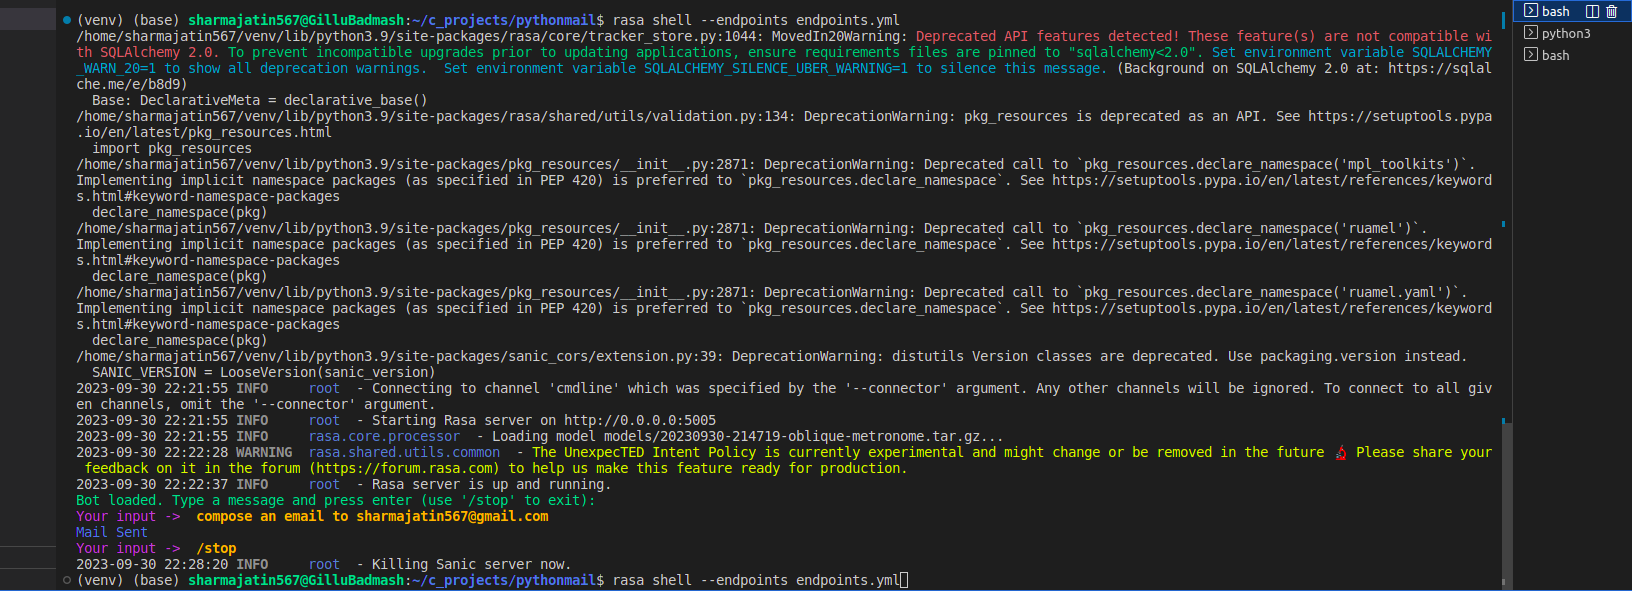 (venv) (base) sharmajatin567@GilluBadmash:~/c_projects/pythonmail$ rasa shell --endpoints endpoints.yml
/home/sharmajatin567/venv/lib/python3.9/site-packages/rasa/core/tracker_store.py:1044: MovedIn20Warning: Deprecated API features detected! These feature(s) are not compatible wi
th SQLAlchemy 2.0. To prevent incompatible upgrades prior to updating applications, ensure requirements files are pinned to "sqlalchemy<2.0". Set environment variable SQLALCHEMY
_WARN_20=1 to show all deprecation warnings.  Set environment variable SQLALCHEMY_SILENCE_UBER_WARNING=1 to silence this message. (Background on SQLAlchemy 2.0 at: https://sqlal
che.me/e/b8d9)
  Base: DeclarativeMeta = declarative_base()
/home/sharmajatin567/venv/lib/python3.9/site-packages/rasa/shared/utils/validation.py:134: DeprecationWarning: pkg_resources is deprecated as an API. See https://setuptools.pypa
.io/en/latest/pkg_resources.html
  import pkg_resources
/home/sharmajatin567/venv/lib/python3.9/site-packages/pkg_resources/__init__.py:2871: DeprecationWarning: Deprecated call to `pkg_resources.declare_namespace('mpl_toolkits')`.
Implementing implicit namespace packages (as specified in PEP 420) is preferred to `pkg_resources.declare_namespace`. See https://setuptools.pypa.io/en/latest/references/keyword
s.html#keyword-namespace-packages
  declare_namespace(pkg)
/home/sharmajatin567/venv/lib/python3.9/site-packages/pkg_resources/__init__.py:2871: DeprecationWarning: Deprecated call to `pkg_resources.declare_namespace('ruamel')`.
Implementing implicit namespace packages (as specified in PEP 420) is preferred to `pkg_resources.declare_namespace`. See https://setuptools.pypa.io/en/latest/references/keyword
s.html#keyword-namespace-packages
  declare_namespace(pkg)
/home/sharmajatin567/venv/lib/python3.9/site-packages/pkg_resources/__init__.py:2871: DeprecationWarning: Deprecated call to `pkg_resources.declare_namespace('ruamel.yaml')`.
Implementing implicit namespace packages (as specified in PEP 420) is preferred to `pkg_resources.declare_namespace`. See https://setuptools.pypa.io/en/latest/references/keyword
s.html#keyword-namespace-packages
  declare_namespace(pkg)
/home/sharmajatin567/venv/lib/python3.9/site-packages/sanic_cors/extension.py:39: DeprecationWarning: distutils Version classes are deprecated. Use packaging.version instead.
  SANIC_VERSION = LooseVersion(sanic_version)
2023-09-30 22:21:55 INFO     root  - Connecting to channel 'cmdline' which was specified by the '--connector' argument. Any other channels will be ignored. To connect to all giv
en channels, omit the '--connector' argument.
2023-09-30 22:21:55 INFO     root  - Starting Rasa server on http://0.0.0.0:5005
2023-09-30 22:21:55 INFO     rasa.core.processor  - Loading model models/20230930-214719-oblique-metronome.tar.gz...
2023-09-30 22:22:28 WARNING  rasa.shared.utils.common  - The UnexpecTED Intent Policy is currently experimental and might change or be removed in the future 🔬 Please share your
 feedback on it in the forum (https://forum.rasa.com) to help us make this feature ready for production.
2023-09-30 22:22:37 INFO     root  - Rasa server is up and running.
Bot loaded. Type a message and press enter (use '/stop' to exit):
Your input ->  compose an email to sharmajatin567@gmail.com
Mail Sent
Your input ->  /stop
2023-09-30 22:28:20 INFO     root  - Killing Sanic server now.
(venv) (base) sharmajatin567@GilluBadmash:~/c_projects/pythonmail$ rasa shell --endpoints endpoints.yml
bash
python3
bash